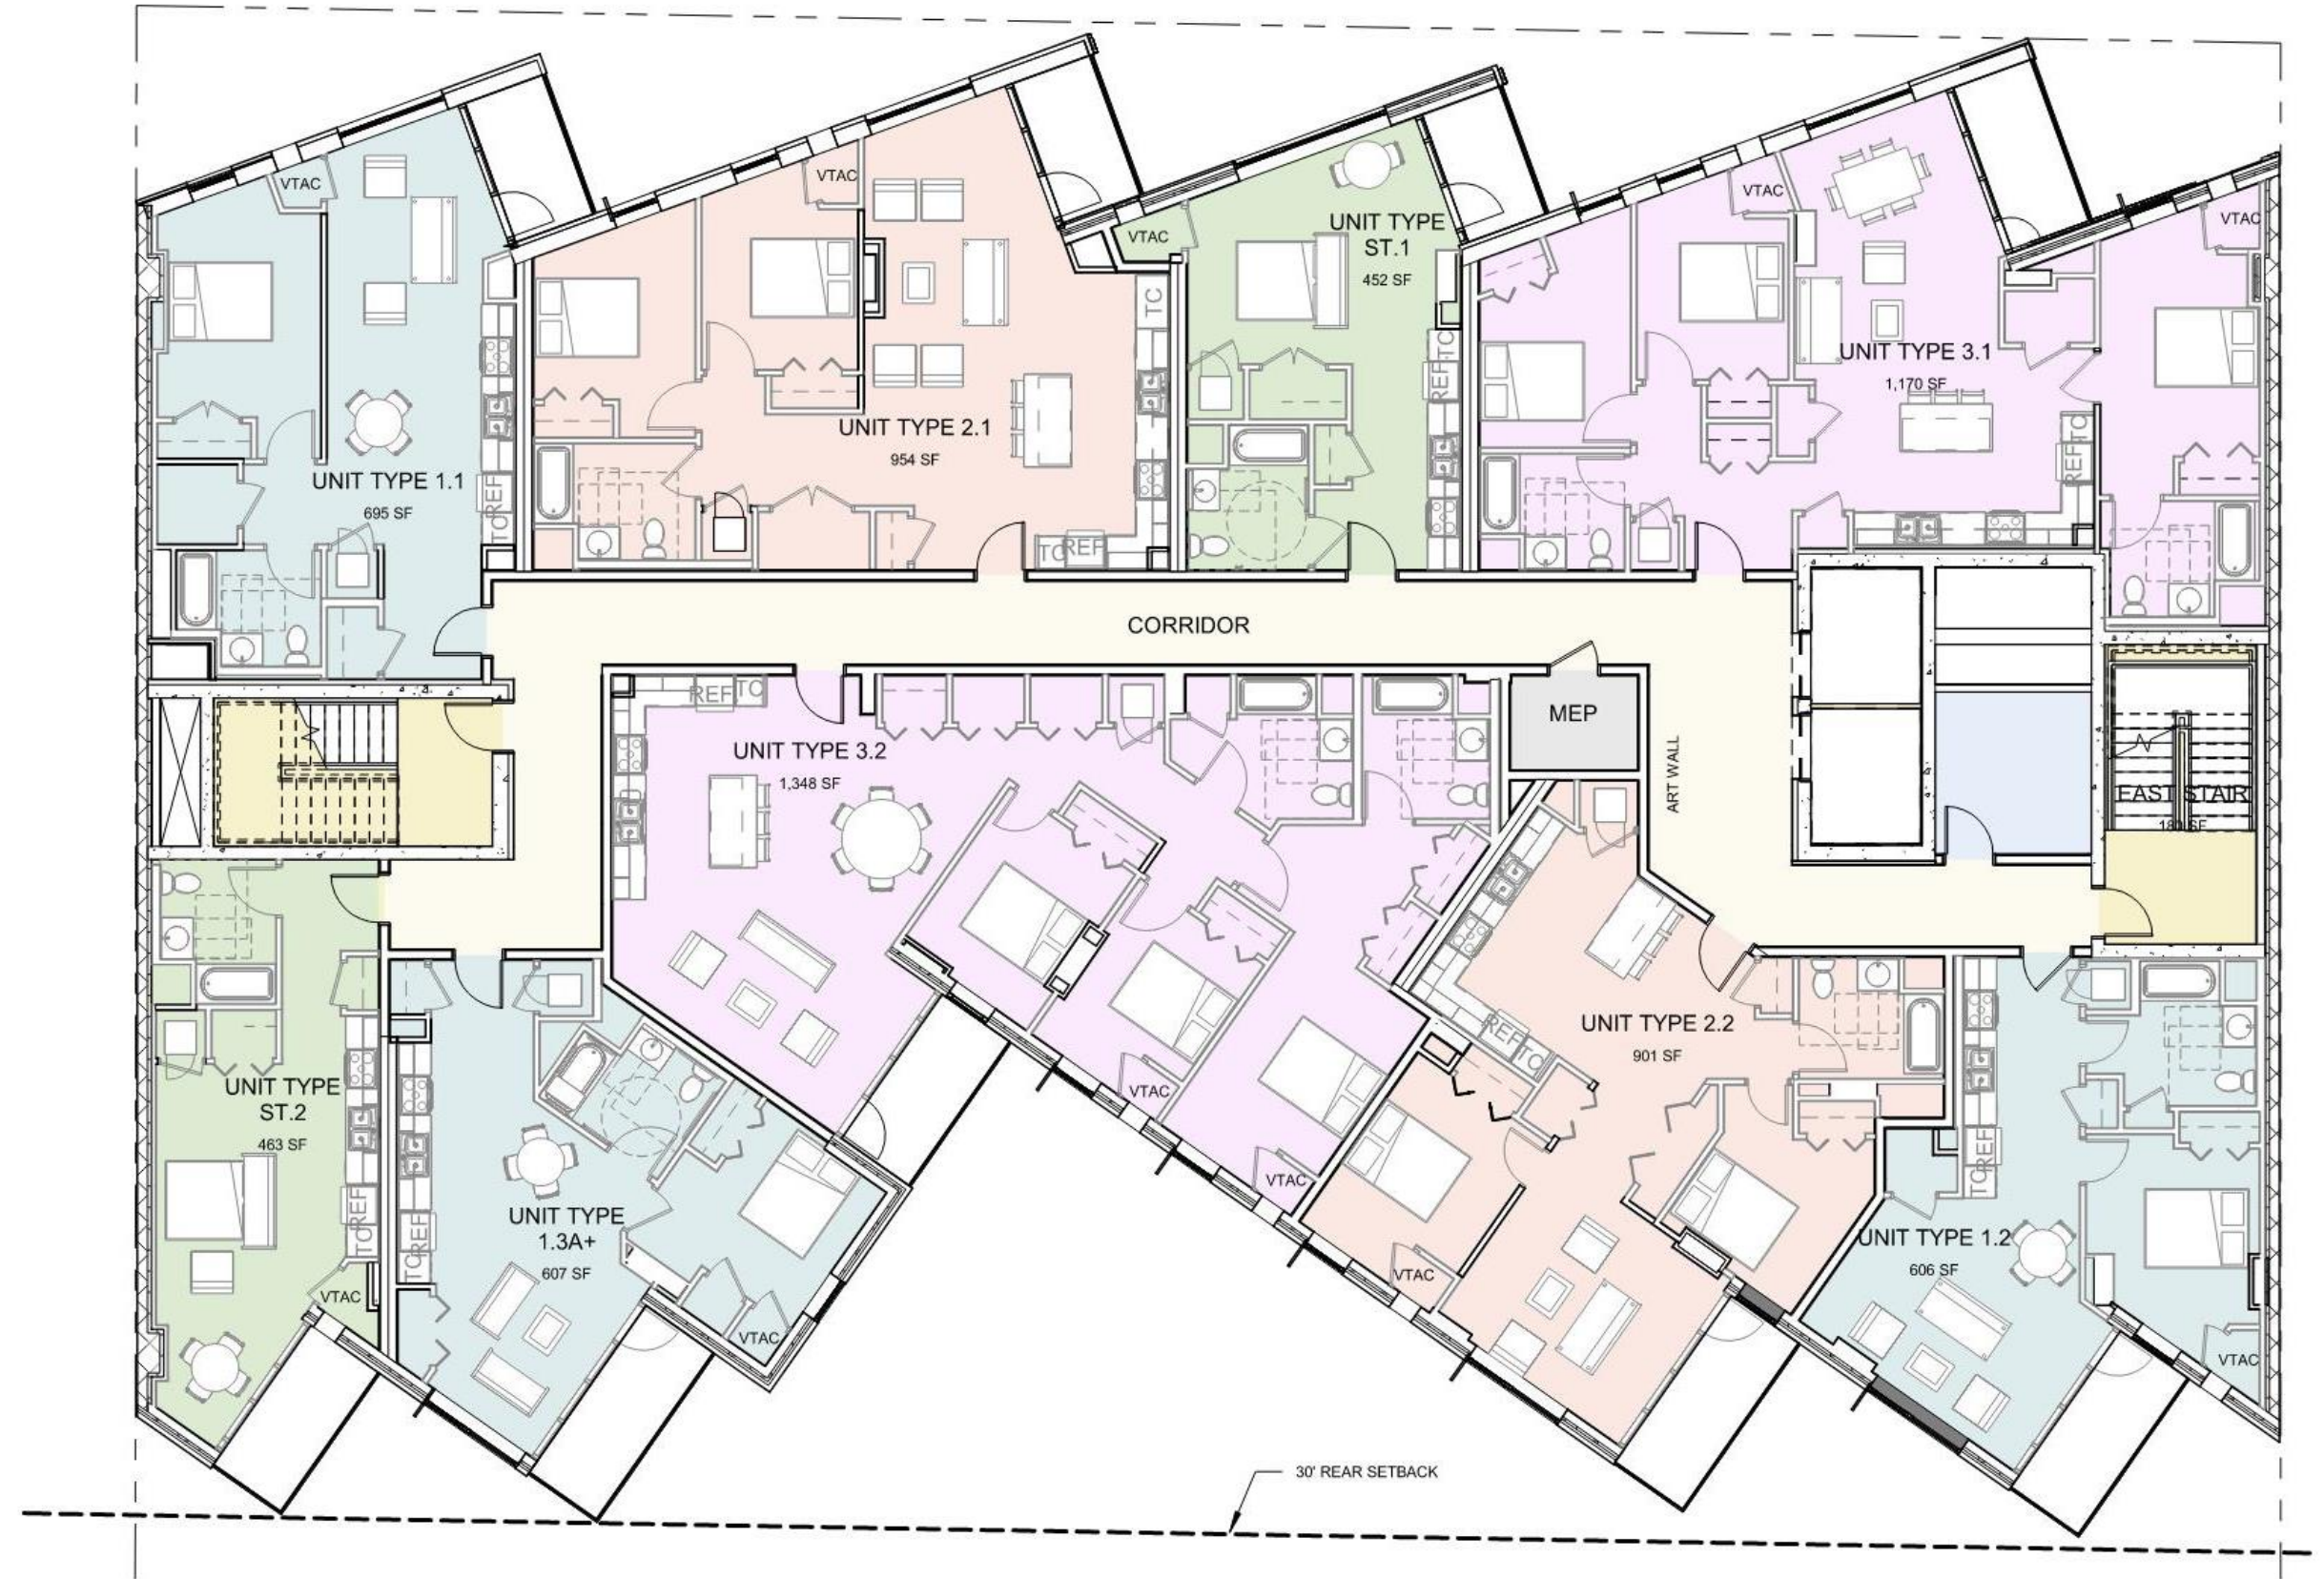 VTAC
VTAC
VTAC
VTAC
VTAC
UNIT TYPE
ST.1
452 SF
TC
REF
TC
UNIT TYPE 3.1
1,170 SF
UNIT TYPE 2.1
954 SF
UNIT TYPE 1.1
695 SF
REF
TC
REF
TC
TC
REF
CORRIDOR
REF
TC
MEP
UNIT TYPE 3.2
1,348 SF
ART WALL
EAST STAIR
UNIT TYPE 2.2
901 SF
REF
TC
UNIT TYPE
ST.2
463 SF
VTAC
VTAC
REF
TC
UNIT TYPE
1.3A+
607 SF
REF
TC
REF
TC
UNIT TYPE 1.2
606 SF
VTAC
VTAC
VTAC
VTAC
30' REAR SETBACK